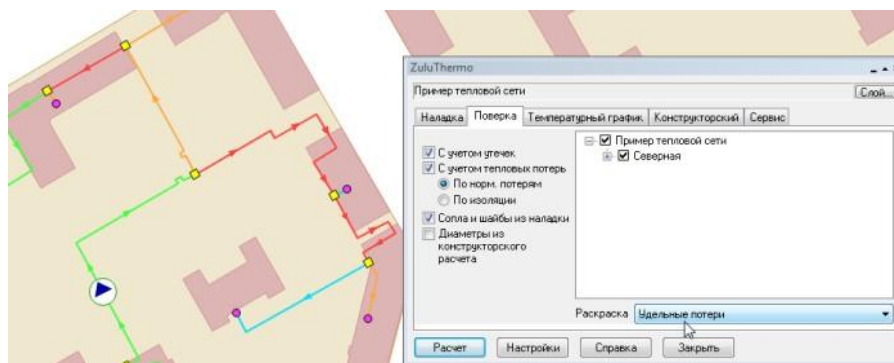 ZuluThermo
Пример тепловой сети
Слой...
Наладка Поверка Температурный график Конструкторский Сервис
С учетом утечек
С учетом тепловых потерь
По норм. потерям
По изоляции
Сопла и шайбы из наладки
Диаметры из
конструкторского
расчета
Пример тепловой сети
Северная
Раскраска Удельные потери
Расчет Настройки Справка Закрыть